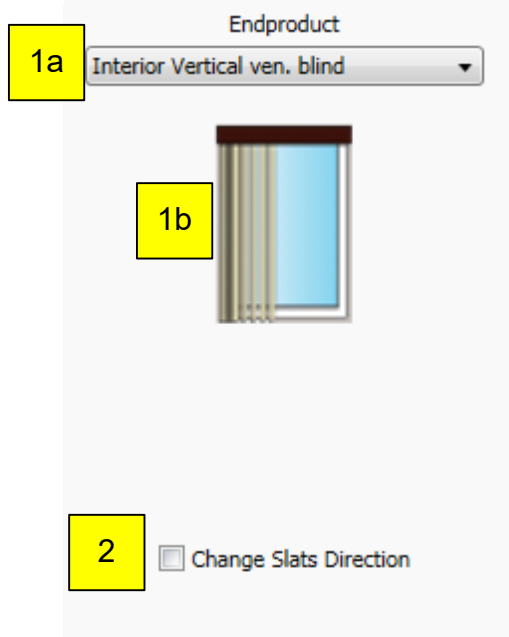 Endproduct
1a
Interior Vertical ven. blind
1b
2
Change Slats Direction